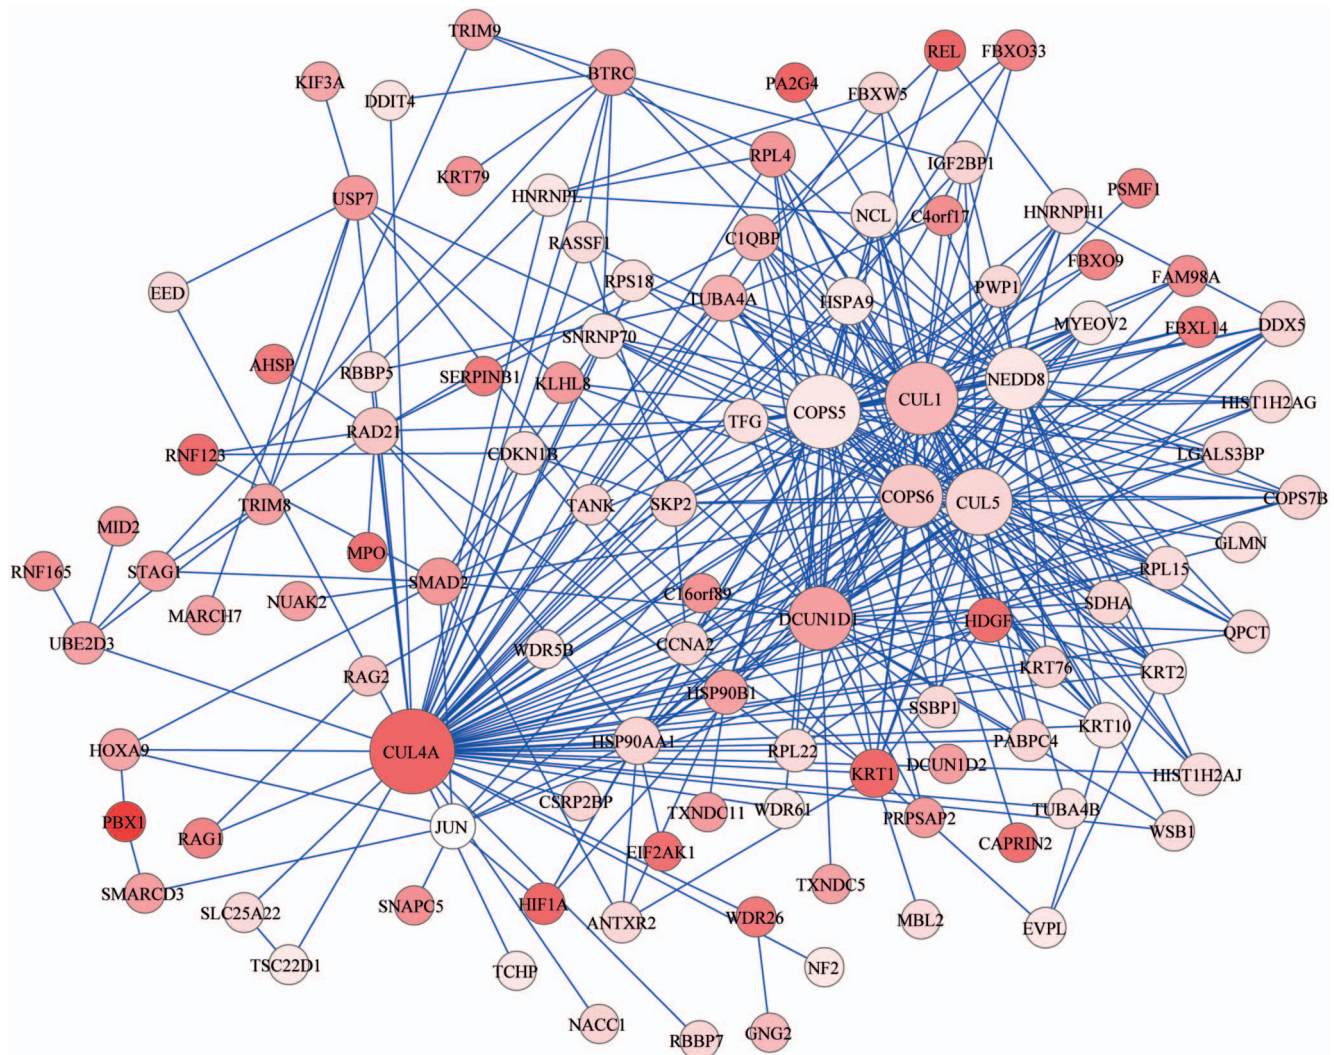 TRIM9
REL
FBXO33
BTRC
KIF3A
PA2G4
DDIT4
FBXW5
RPL4
IGF2BP1
KRT79
PSMF1
USP7
HNRNPL
NCL
C4orf17
HNRNPH1
RASSF1
C1QBP
FBXO9
RPS18
FAM98A
EED
TUBA4A
HSPA9
PWP1
MYEOV2
FBXL14
DDX5
SNRNP70
AHSP
RBBP5
SERPINB1
KLHL8
NEDD8
COPS5
CUL1
HIST1H2AG
TFG
RAD21
RNF123
CDKN1B
LGALS3BP
TRIM8
TANK
SKP2
COPS6
CUL5
COPS7B
MID2
GLMN
MPO
RNF165
STAG1
SMAD2
RPL15
NUAK2
C16orf89
MARCH7
SDHA
DCUN1D1
HDGF
UBE2D3
WDR5B
CCNA2
QPCT
RAG2
KRT76
KRT2
HSP90B1
SSBP1
HOXA9
CUL4A
HSP90AA1
RPL22
PABPC4
KRT10
KRT1
DCUN1D2
HIST1H2AJ
CSRP2BP
TXNDC11
WDR61
TUBA4B
PBX1
JUN
PRPSAP2
WSB1
RAG1
EIF2AK1
CAPRIN2
SMARCD3
TXNDC5
SLC25A22
SNAPC5
HIF1A
ANTXR2
WDR26
MBL2
EVPL
TSC22D1
TCHP
NF2
NACC1
RBBP7
GNG2